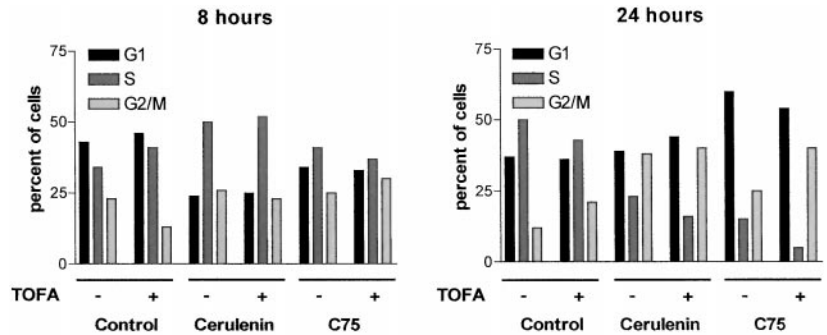 8 hours
75
50
25
0
percent of cells
G1
S
G2/M
TOFA - + - + - +
Control Cerulenin C75
24 hours
75
50
25
0
percent of cells
G1
S
G2/M
TOFA - + - + - +
Control Cerulenin C75